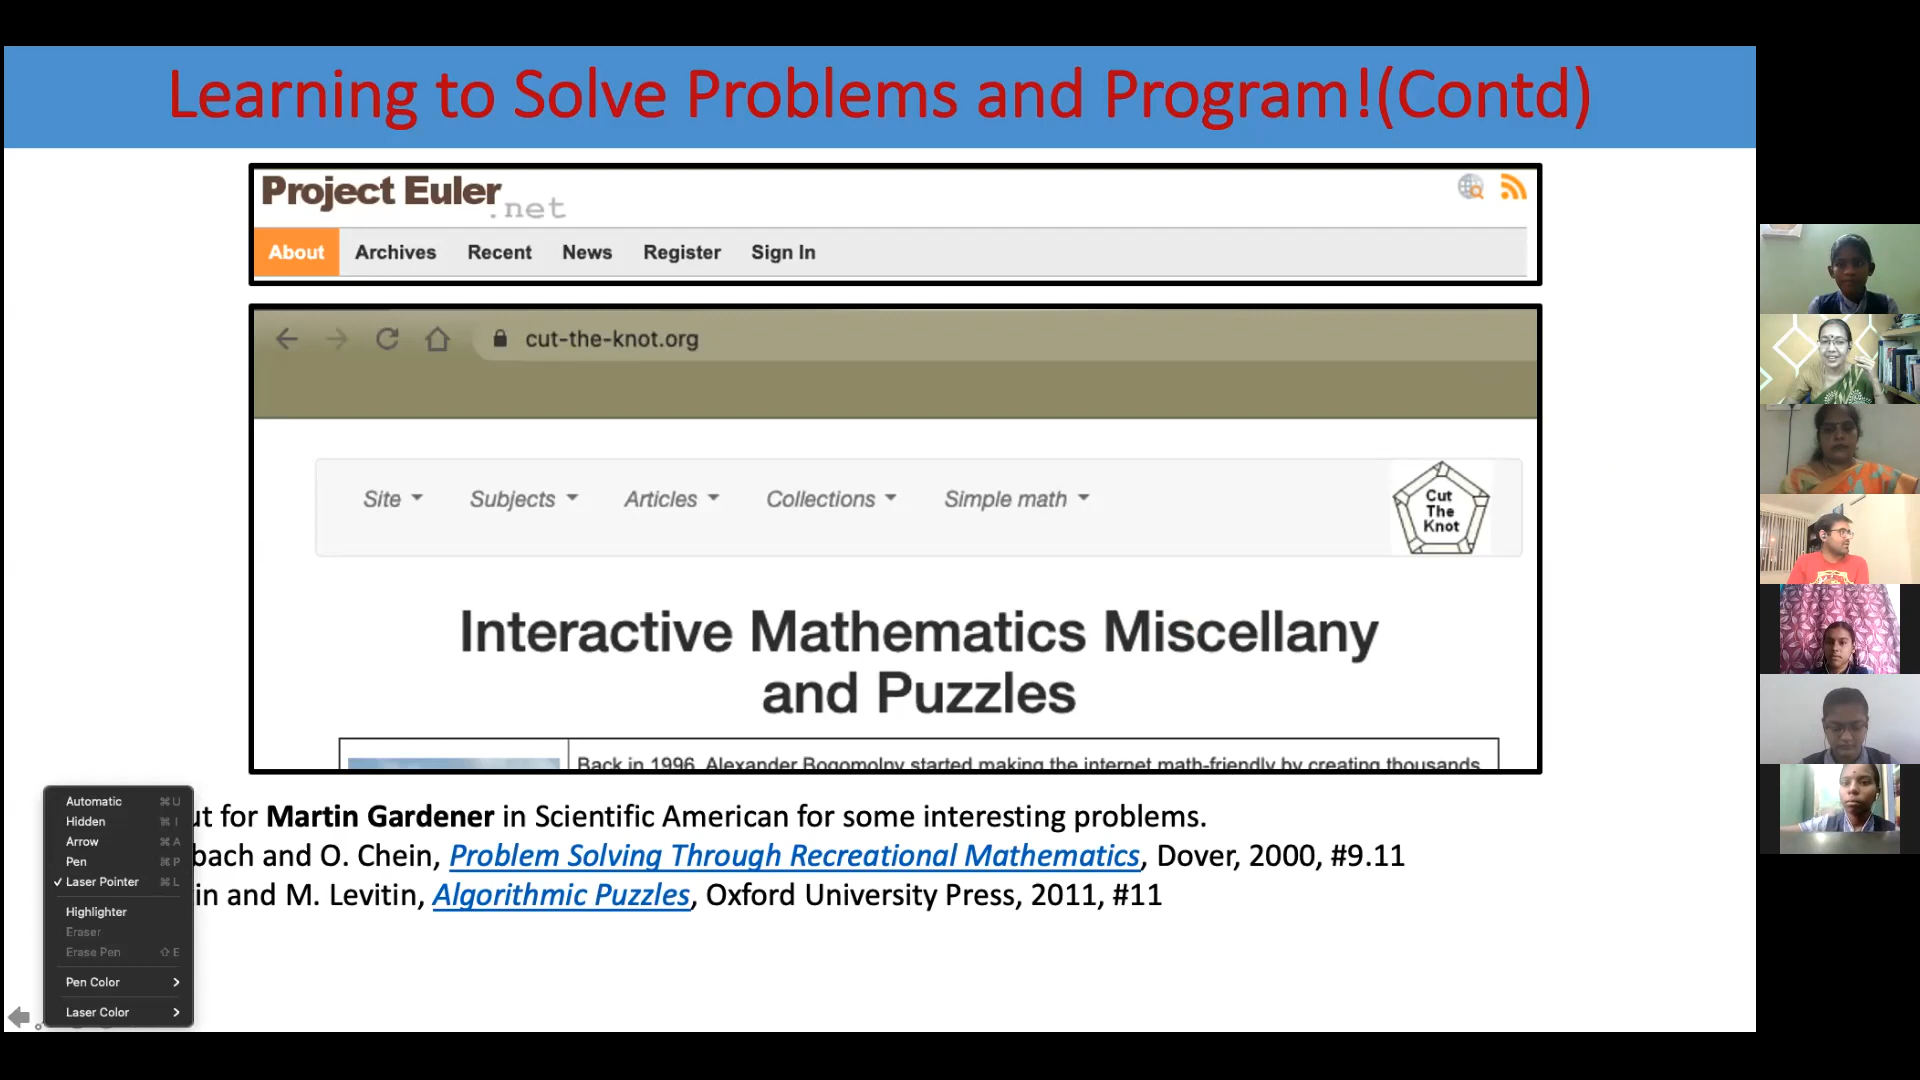 Learning to Solve Problems and Program!(Contd)
Project Euler
.net
About Archives Recent News Register Sign In
cut-the-knot.org
Site Subjects Articles Collections Simple math
Cut
The
Knot
Interactive Mathematics Miscellany
and Puzzles
Back in 1996, Alexander Bogomolny started making the internet math-friendly by creating thousands
ut for Martin Gardener in Scientific American for some interesting problems.
bach and O. Chein, Problem Solving Through Recreational Mathematics, Dover, 2000, #9.11
in and M. Levitin, Algorithmic Puzzles, Oxford University Press, 2011, #11
Automatic ⌘U
Hidden ⌘I
Arrow ⌘A
Pen ⌘P
✓ Laser Pointer ⌘L
Highlighter
Eraser
Erase Pen ⇧E
Pen Color >
Laser Color >